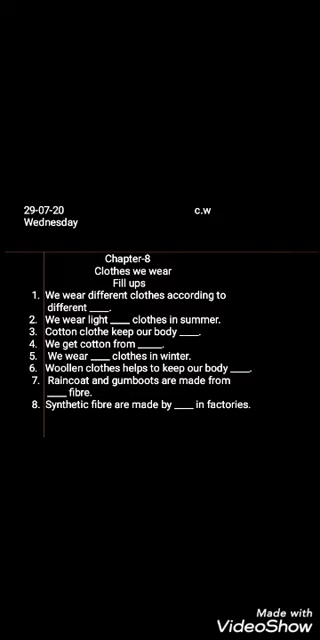 29-07-20 c.w
Wednesday
Chapter-8
Clothes we wear
Fill ups
1. We wear different clothes according to
different ____.
2. We wear light ____ clothes in summer.
3. Cotton clothe keep our body ____.
4. We get cotton from _____.
5. We wear ____ clothes in winter.
6. Woollen clothes helps to keep our body ____.
7. Raincoat and gumboots are made from
____ fibre.
8. Synthetic fibre are made by ____ in factories.
Made with
VideoShow